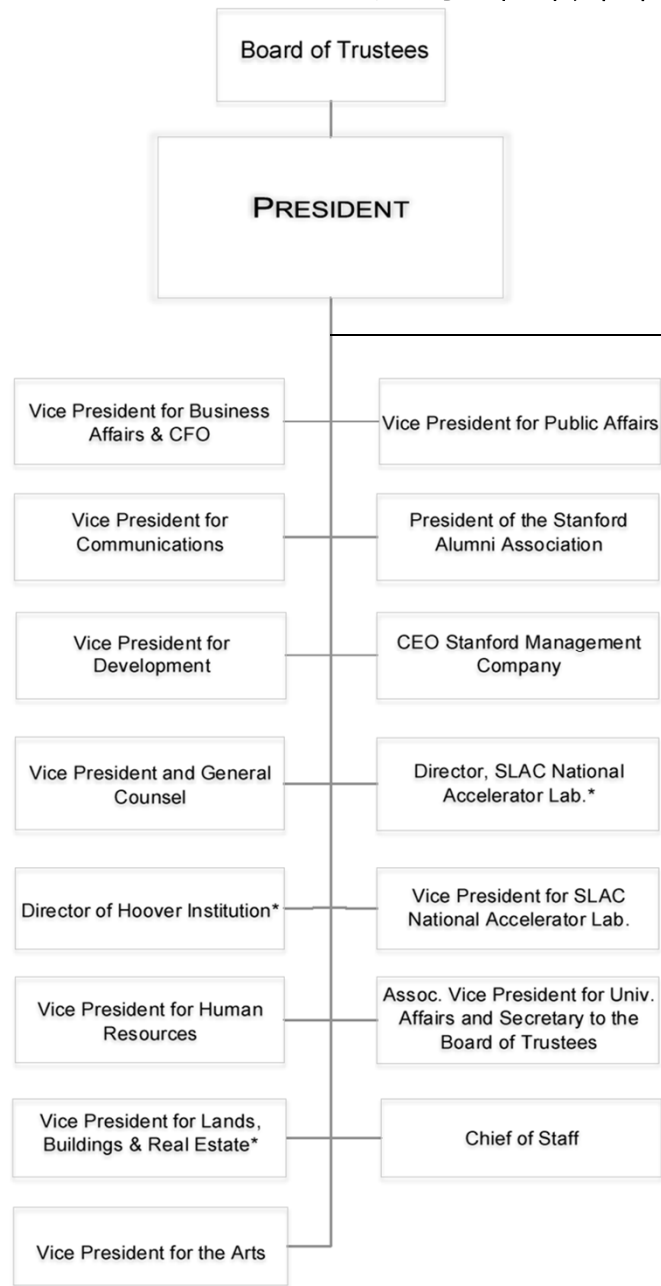 Board of Trustees
PRESIDENT
Vice President for Business
Affairs & CFO
Vice President for Public Affairs
Vice President for
Communications
President of the Stanford
Alumni Association
Vice President for
Development
CEO Stanford Management
Company
Vice President and General
Counsel
Director, SLAC National
Accelerator Lab.*
Director of Hoover Institution*
Vice President for SLAC
National Accelerator Lab.
Vice President for Human
Resources
Assoc. Vice President for Univ.
Affairs and Secretary to the
Board of Trustees
Vice President for Lands,
Buildings & Real Estate*
Chief of Staff
Vice President for the Arts